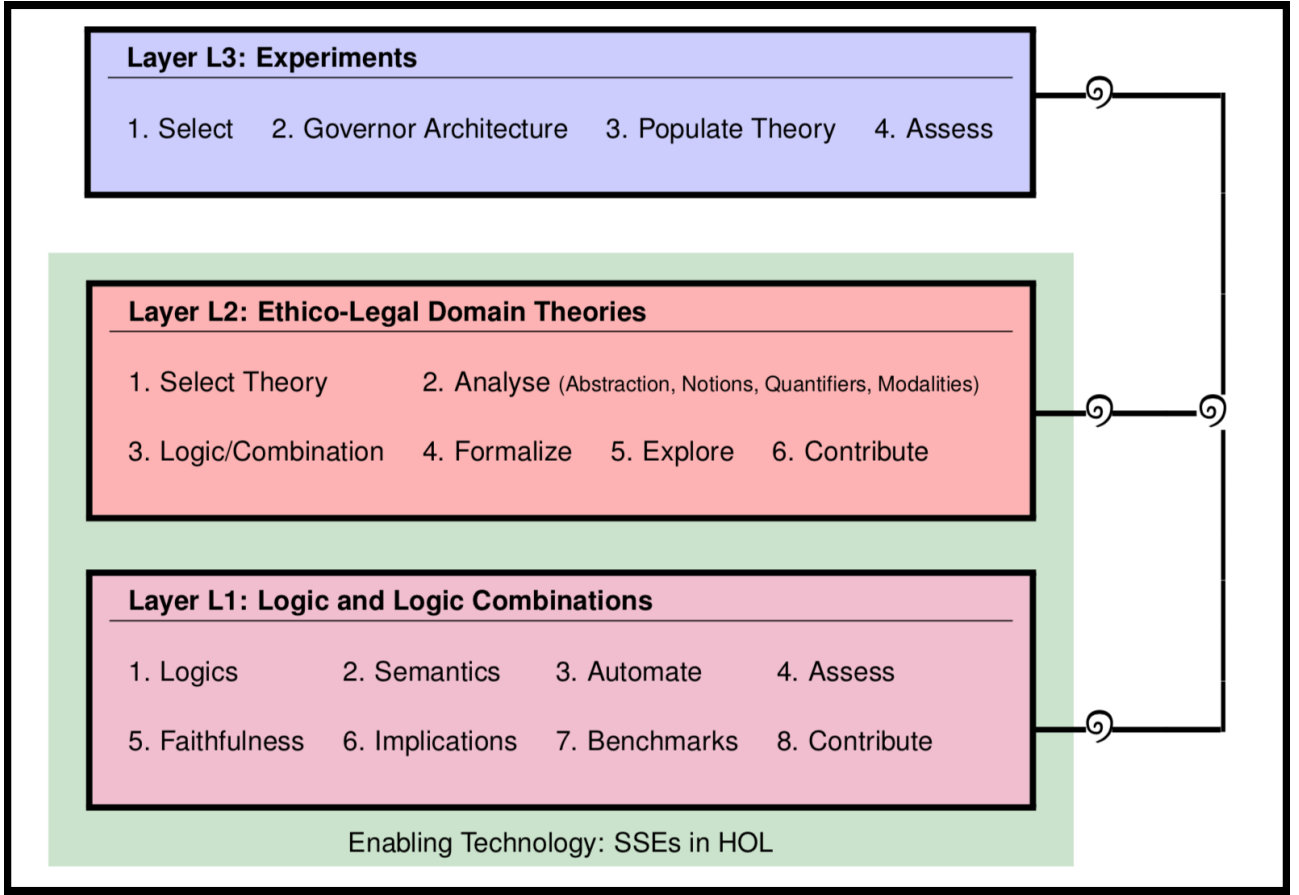 Layer L3: Experiments
1. Select 2. Governor Architecture 3. Populate Theory 4. Assess
Layer L2: Ethico-Legal Domain Theories
1. Select Theory 2. Analyse (Abstraction, Notions, Quantifiers, Modalities)
3. Logic/Combination 4. Formalize 5. Explore 6. Contribute
Layer L1: Logic and Logic Combinations
1. Logics 2. Semantics 3. Automate 4. Assess
5. Faithfulness 6. Implications 7. Benchmarks 8. Contribute
Enabling Technology: SSEs in HOL